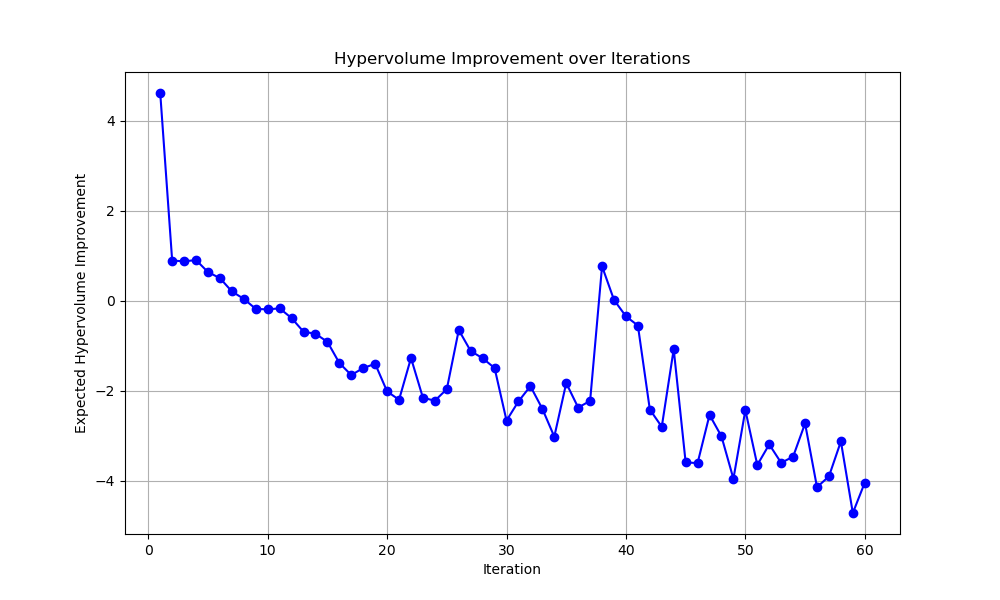 Hypervolume Improvement over Iterations
Expected Hypervolume Improvement
4
2
0
−2
−4
0 10 20 30 40 50 60
Iteration